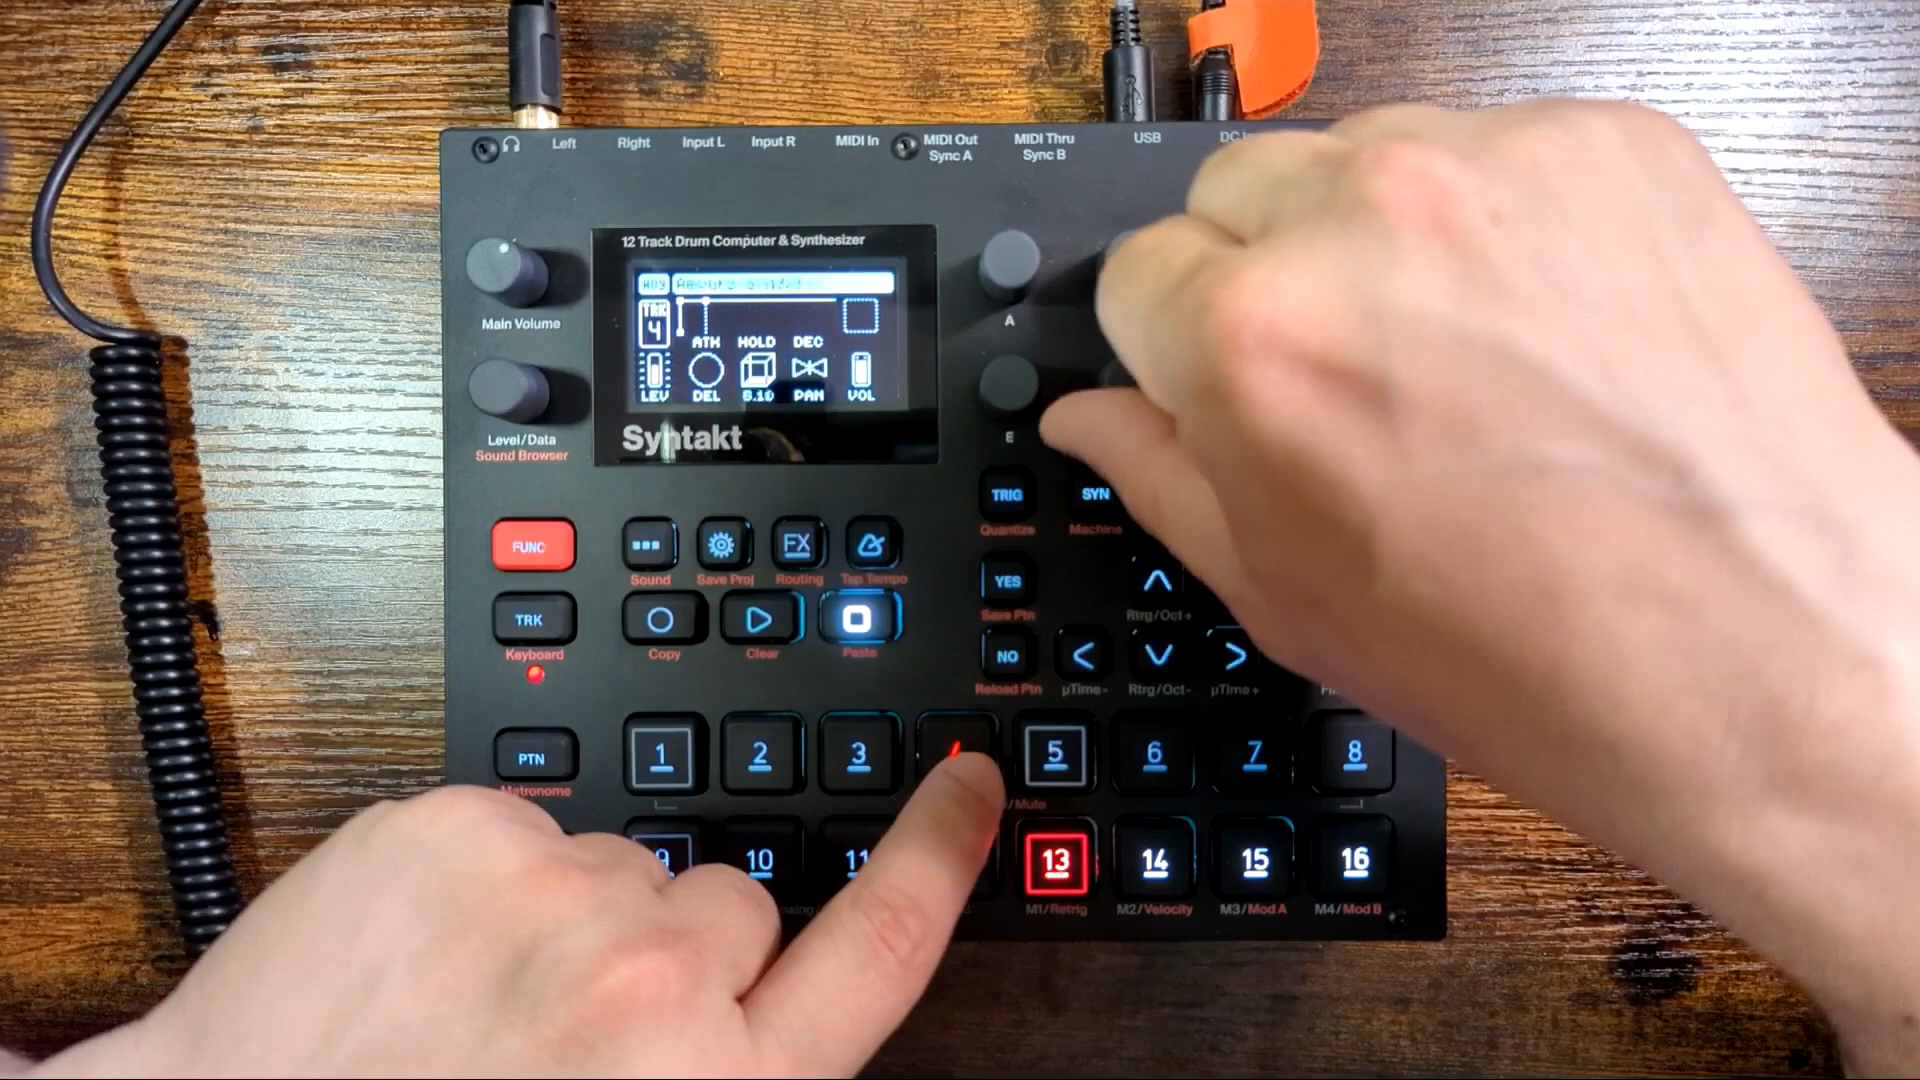 Left Right Input L Input R MIDI In MIDI Out MIDI Thru USB
Sync A Sync B
12 Track Drum Computer & Synthesizer
TRK
4
ATK HOLD DEC
LEV DEL PAN VOL
Syntakt
Main Volume
Level/Data
Sound Browser
A
E
TRIG SYN
Quantize Machine
FUNC FX
Sound Save Proj Routing Tap Tempo
YES
Save Ptn Rtrg/Oct+
TRK
Keyboard Copy Clear Paste
NO < >
Reload Ptn µTime- Rtrg/Oct- µTime+
PTN 1 2 3 5 6 7 8
Metronome /Mute
9 10 11 13 14 15 16
M1/Retrig M2/Velocity M3/Mod A M4/Mod B